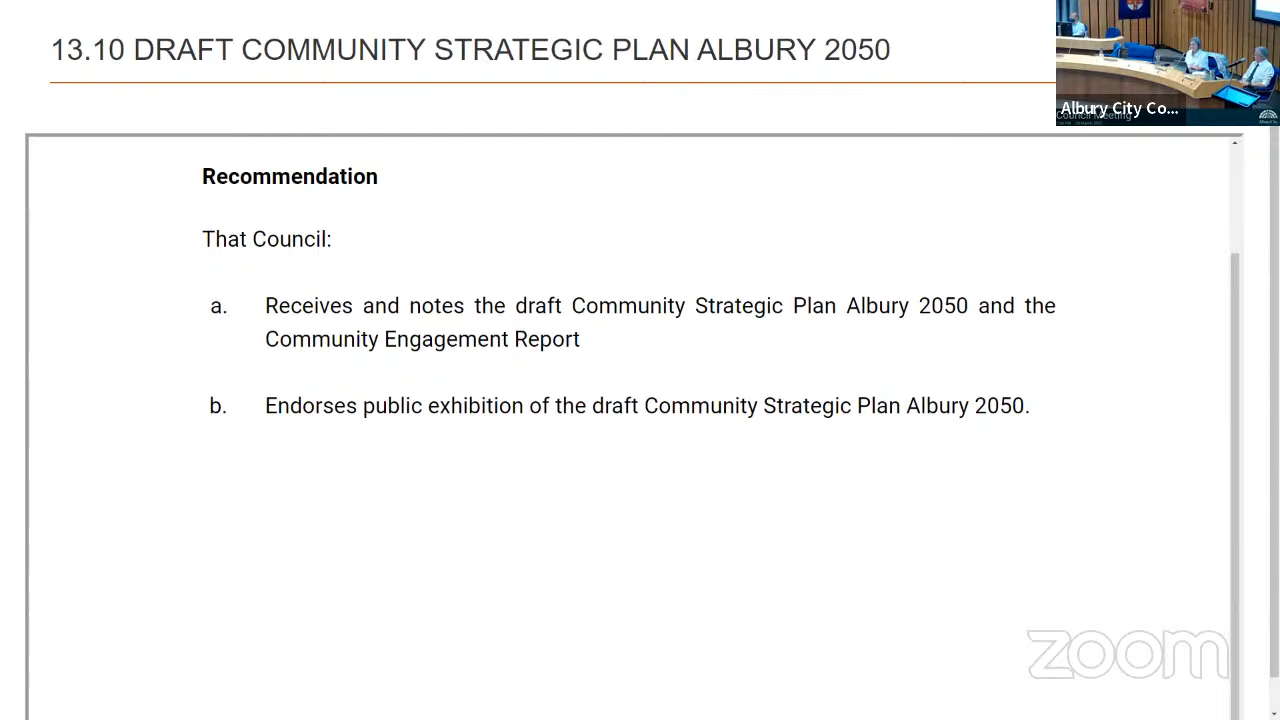 13.10 DRAFT COMMUNITY STRATEGIC PLAN ALBURY 2050
Albury City Co...
Council Meeting
Recommendation
That Council:
a. Receives and notes the draft Community Strategic Plan Albury 2050 and the
Community Engagement Report
b. Endorses public exhibition of the draft Community Strategic Plan Albury 2050.
zoom